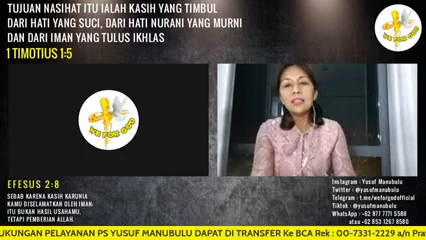 TUJUAN NASIHAT ITU IALAH KASIH YANG TIMBUL
DARI HATI YANG SUCI, DARI HATI NURANI YANG MURNI
DAN DARI IMAN YANG TULUS IKHLAS
1 TIMOTIUS 1:5
WE FOR GOD
WE FOR GOD
EFESUS 2:8
SEBAB KARENA KASIH KARUNIA
KAMU DISELAMATKAN OLEH IMAN;
ITU BUKAN HASIL USAHAMU,
TETAPI PEMBERIAN ALLAH.
Instagram : Yusuf Manubulu
Twitter : @yusufmanubulu
Telegram : t.me/weforgodofficial
Tiktok : @yusufmanubulu
WhatsApp : +62 877 7771 5588
atau +62 853 1267 8580
UKUNGAN PELAYANAN PS YUSUF MANUBULU DAPAT DI TRANSFER Ke BCA Rek : 00-7331-2229 a/n Pra